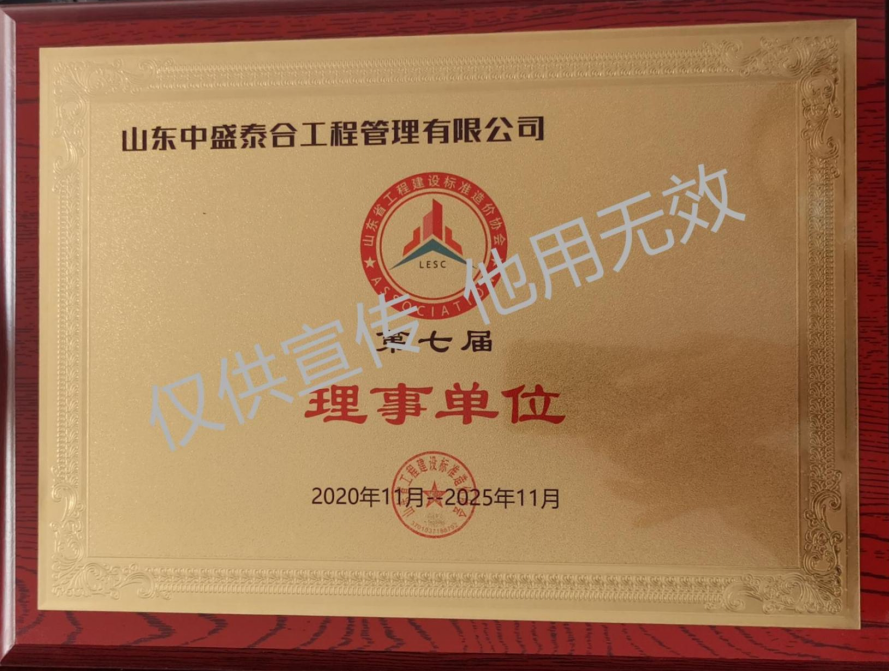 山东中盛泰合工程管理有限公司
山东省工程建设标准造价协会
LESC
ASSOCIATION
第七届
理事单位
2020年11月--2025年11月
仅供宣传 他用无效